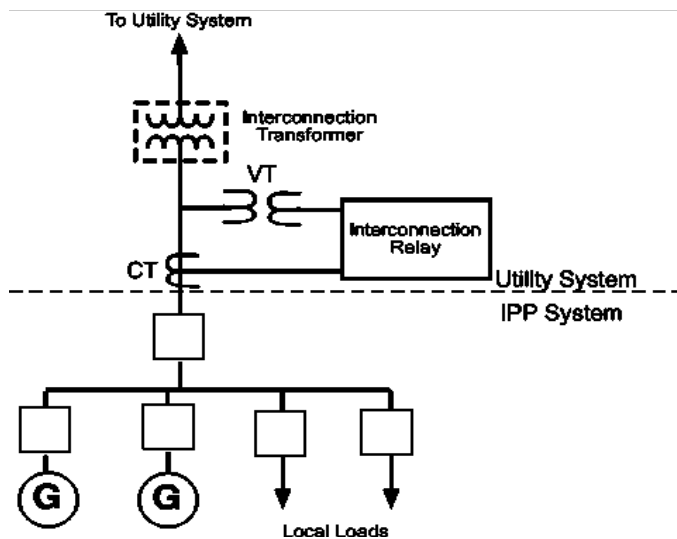 To Utility System
Interconnection
Transformer
VT
Interconnection
Relay
CT
Utility System
IPP System
G
G
Local Loads